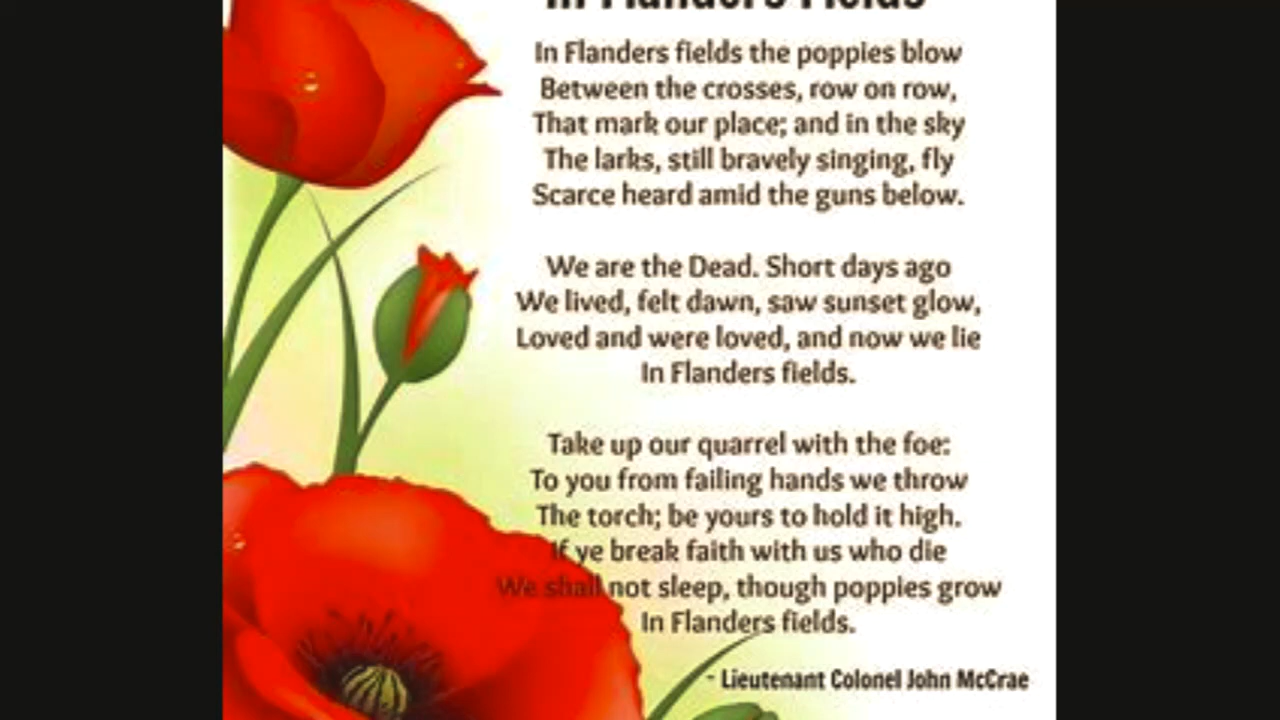 In Flanders Fields
In Flanders fields the poppies blow
Between the crosses, row on row,
That mark our place; and in the sky
The larks, still bravely singing, fly
Scarce heard amid the guns below.
We are the Dead. Short days ago
We lived, felt dawn, saw sunset glow,
Loved and were loved, and now we lie
In Flanders fields.
Take up our quarrel with the foe:
To you from failing hands we throw
The torch; be yours to hold it high.
If ye break faith with us who die
We shall not sleep, though poppies grow
In Flanders fields.
- Lieutenant Colonel John McCrae